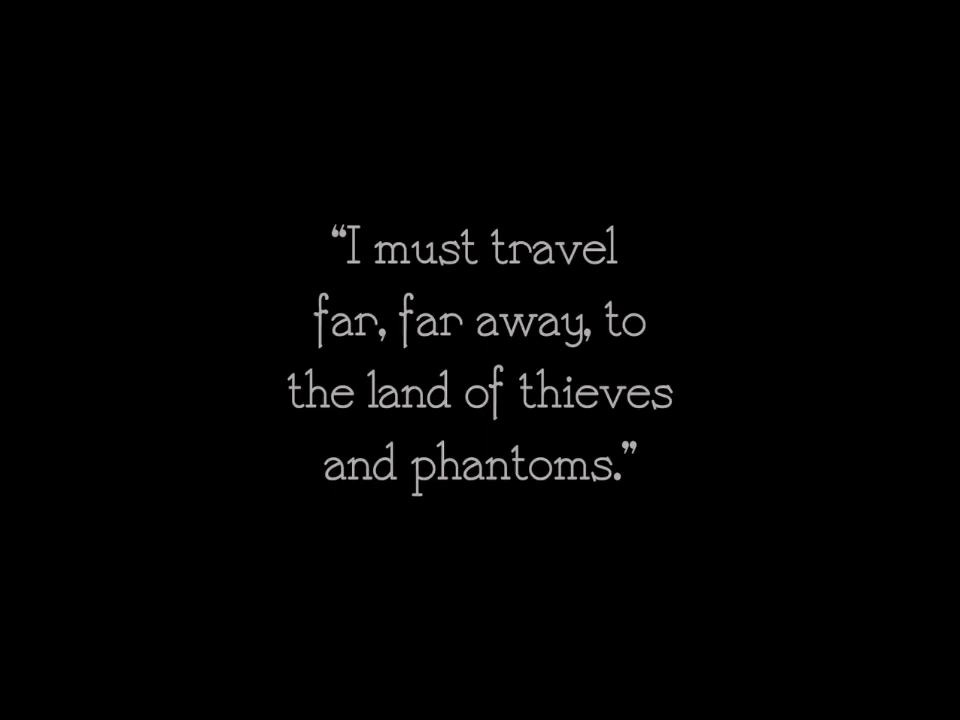 “I must travel
far, far away, to
the land of thieves
and phantoms.”